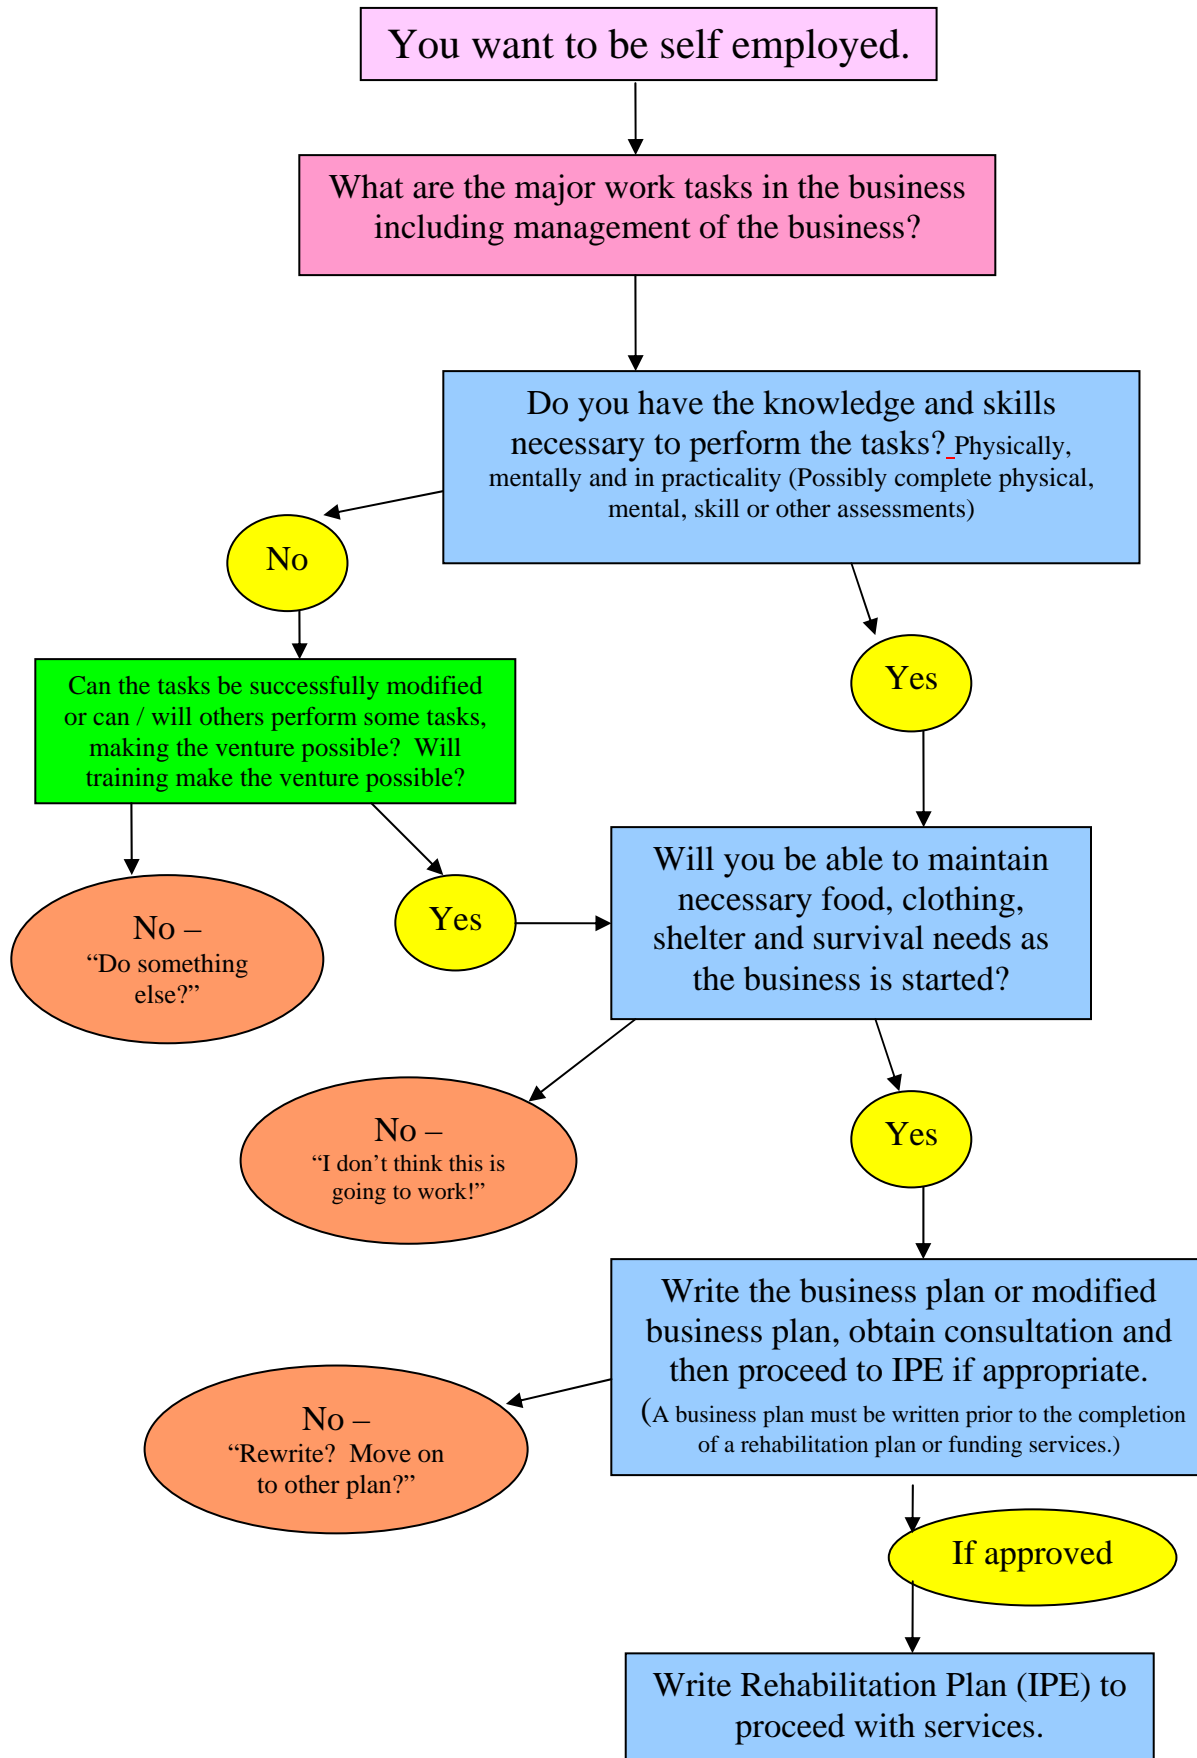 You want to be self employed.
What are the major work tasks in the business
including management of the business?
Do you have the knowledge and skills
necessary to perform the tasks? Physically,
mentally and in practicality (Possibly complete physical,
mental, skill or other assessments)
No
Yes
Can the tasks be successfully modified
or can / will others perform some tasks,
making the venture possible?  Will
training make the venture possible?
No –
“Do something
else?”
Yes
Will you be able to maintain
necessary food, clothing,
shelter and survival needs as
the business is started?
No –
“I don’t think this is
going to work!”
Yes
Write the business plan or modified
business plan, obtain consultation and
then proceed to IPE if appropriate.
(A business plan must be written prior to the completion
of a rehabilitation plan or funding services.)
No –
“Rewrite?  Move on
to other plan?”
If approved
Write Rehabilitation Plan (IPE) to
proceed with services.